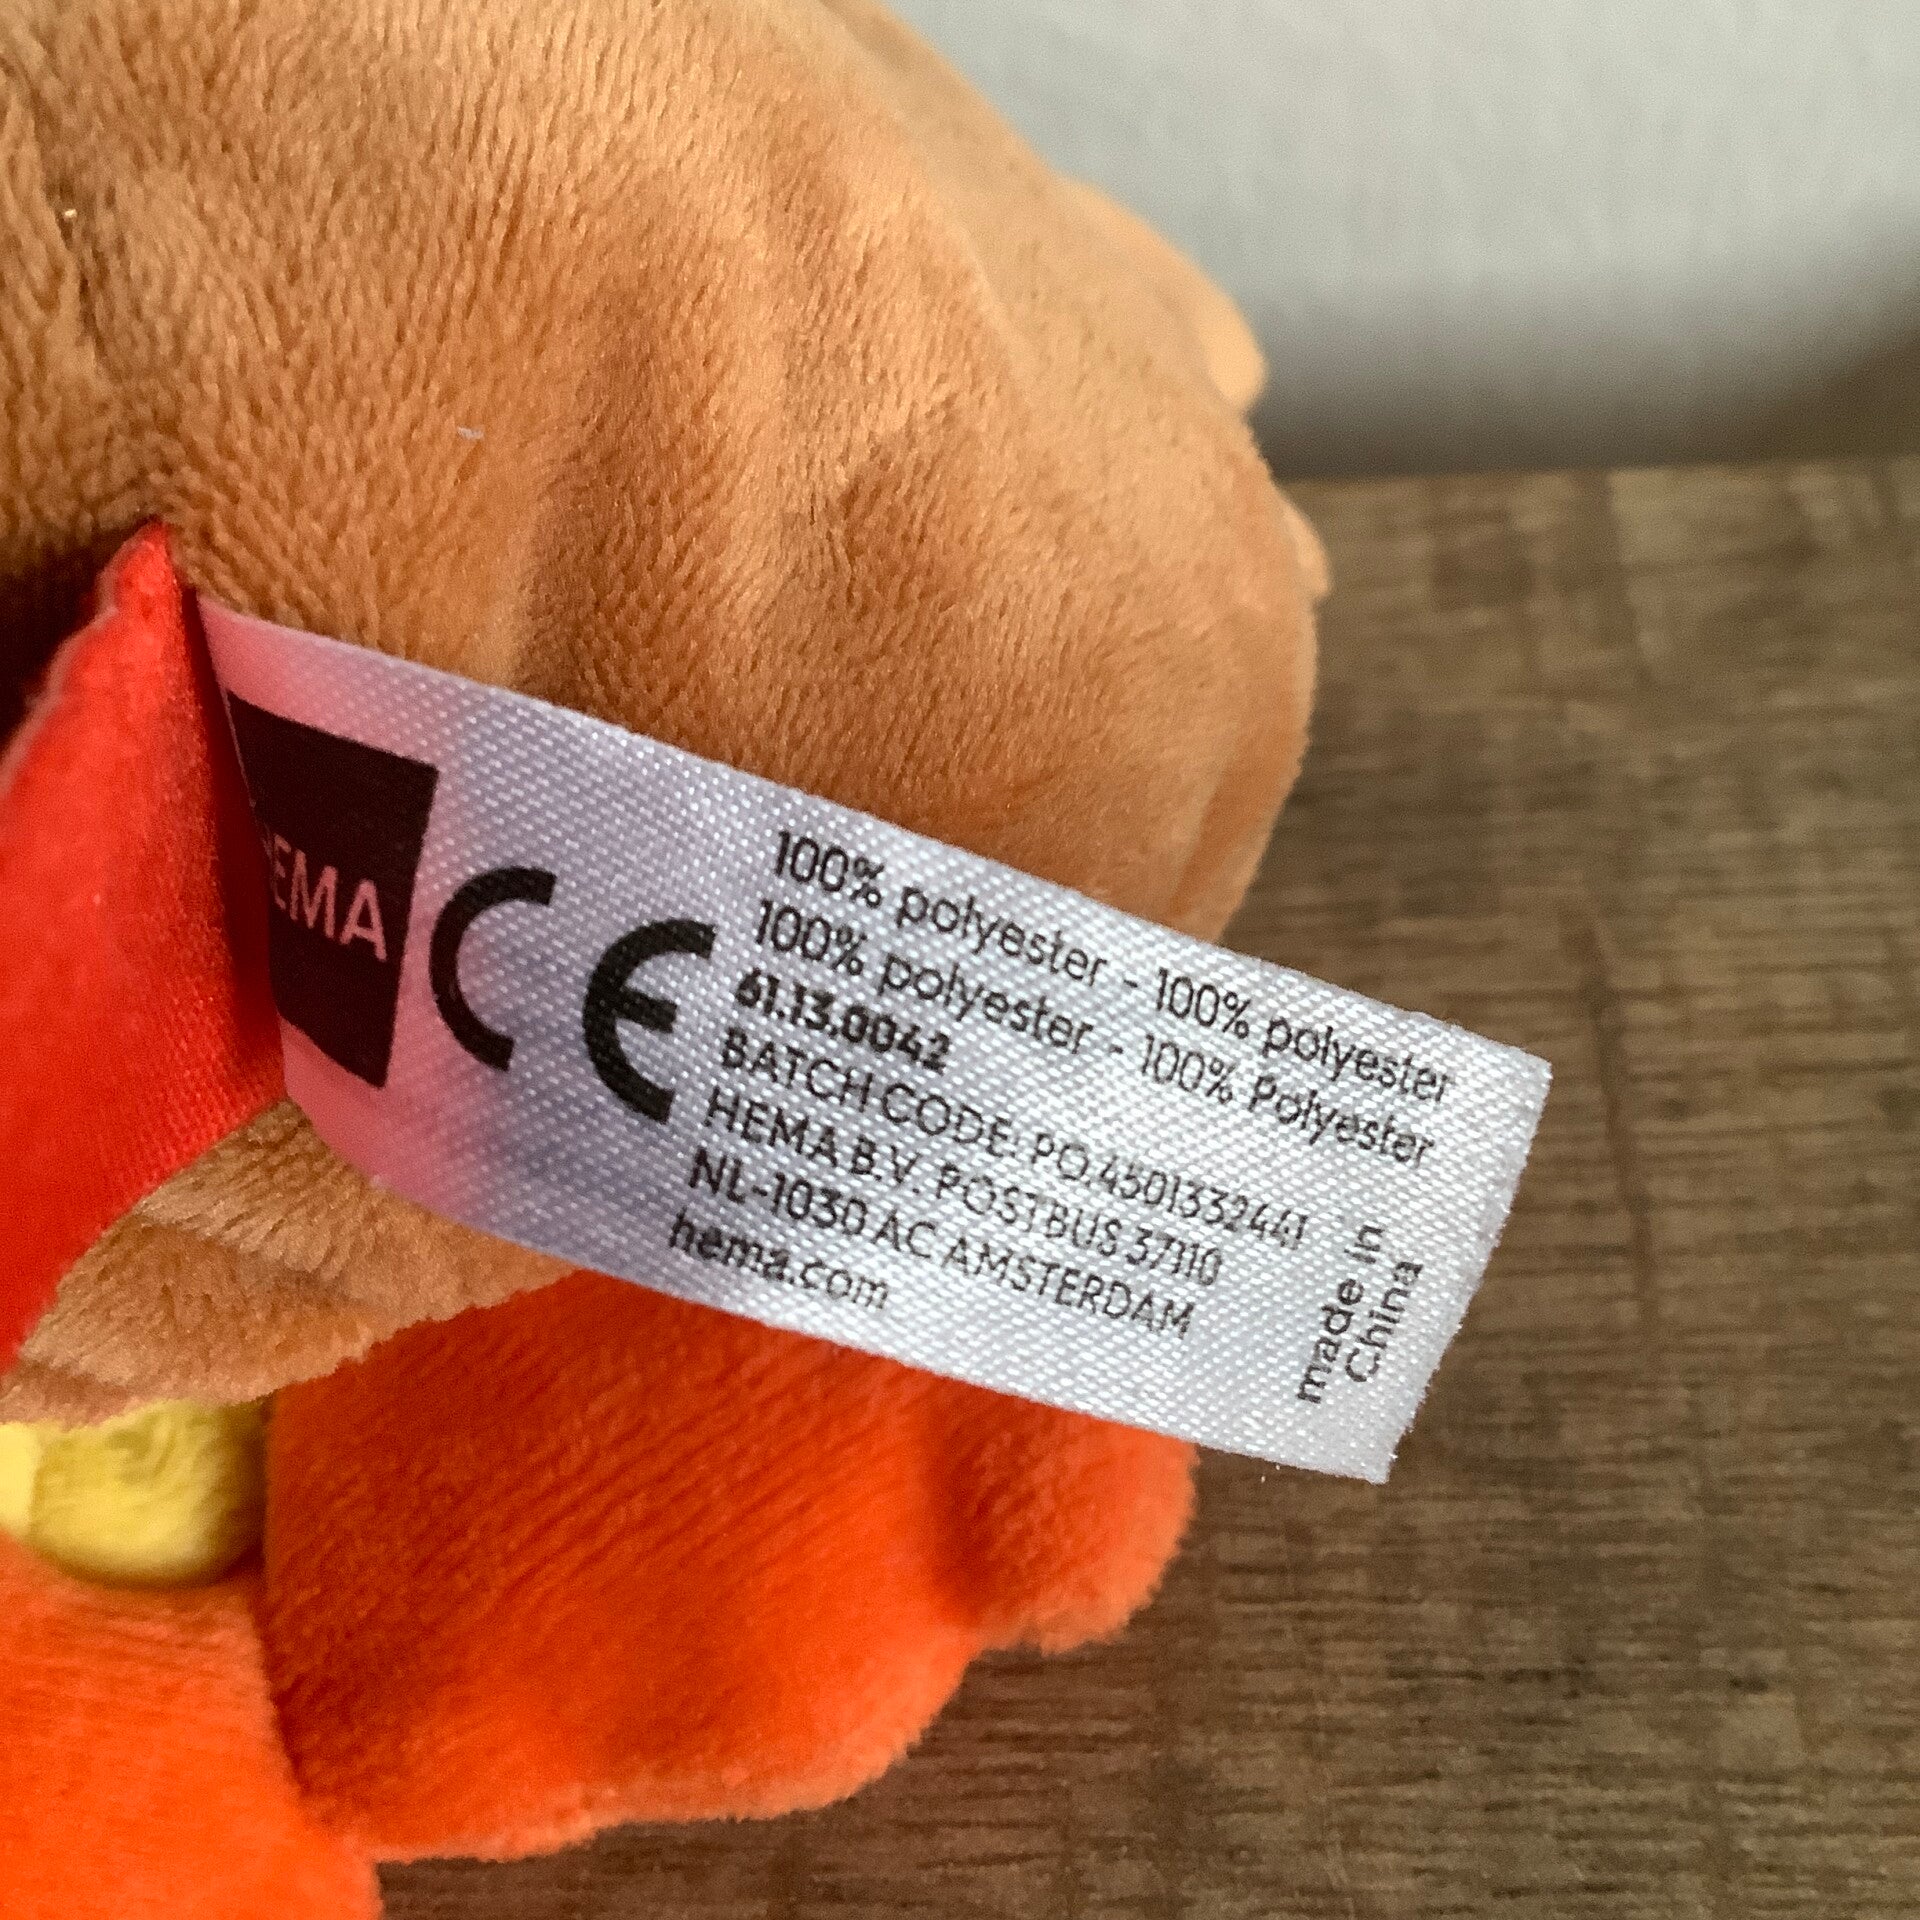 HEMA
CE
100% polyester - 100% polyester
100% polyester - 100% Polyester
61.13.0042
BATCH CODE: PO.4501332441
HEMA B.V. POSTBUS 37110
NL-1030 AC AMSTERDAM
hema.com
made in
China